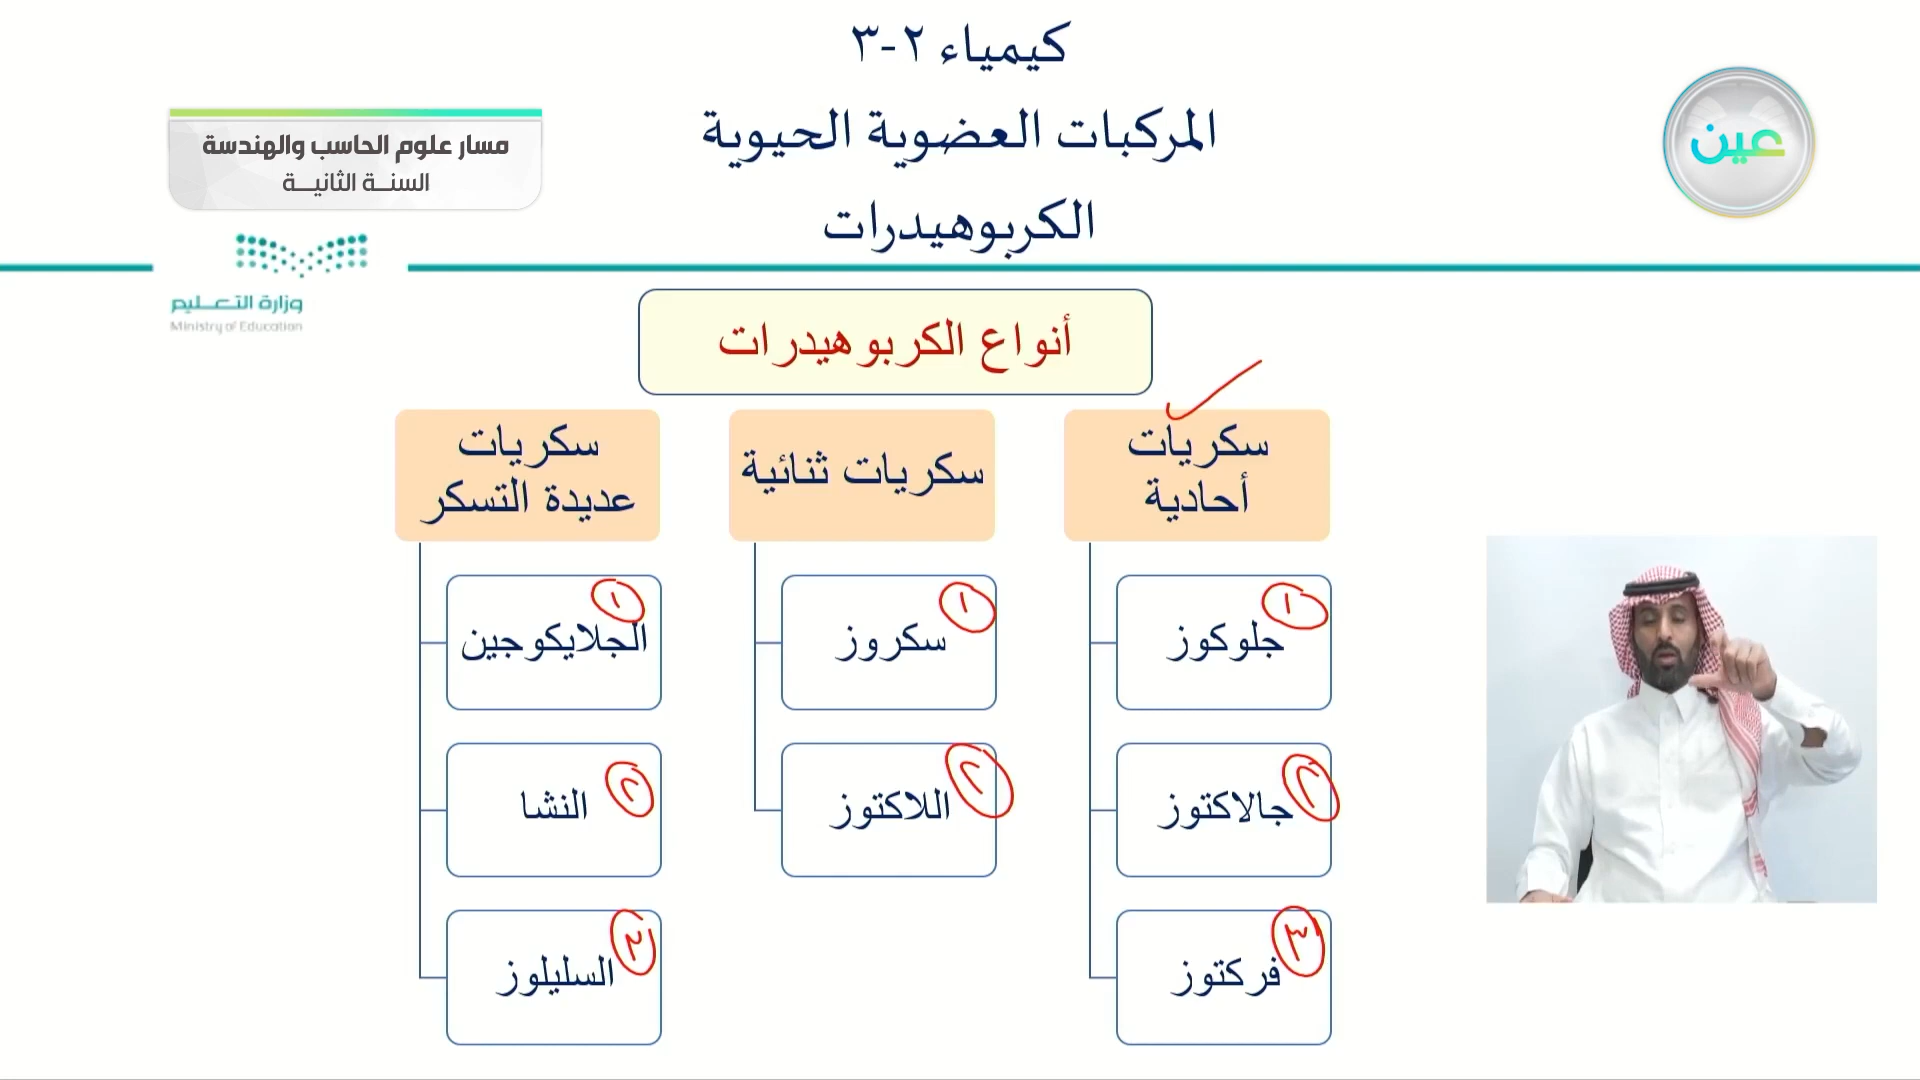 كيمياء ٢-٣
المركبات العضوية الحيوية
الكربوهيدرات
عين
مسار علوم الحاسب والهندسة
السنة الثانية
وزارة التعليم
Ministry of Education
أنواع الكربوهيدرات
سكريات
أحادية
١
جلوكوز
٢
جالاكتوز
٣
فركتوز
سكريات ثنائية
١
سكروز
٢
اللاكتوز
سكريات
عديدة التسكر
١
الجلايكوجين
٢
النشا
٣
السليلوز